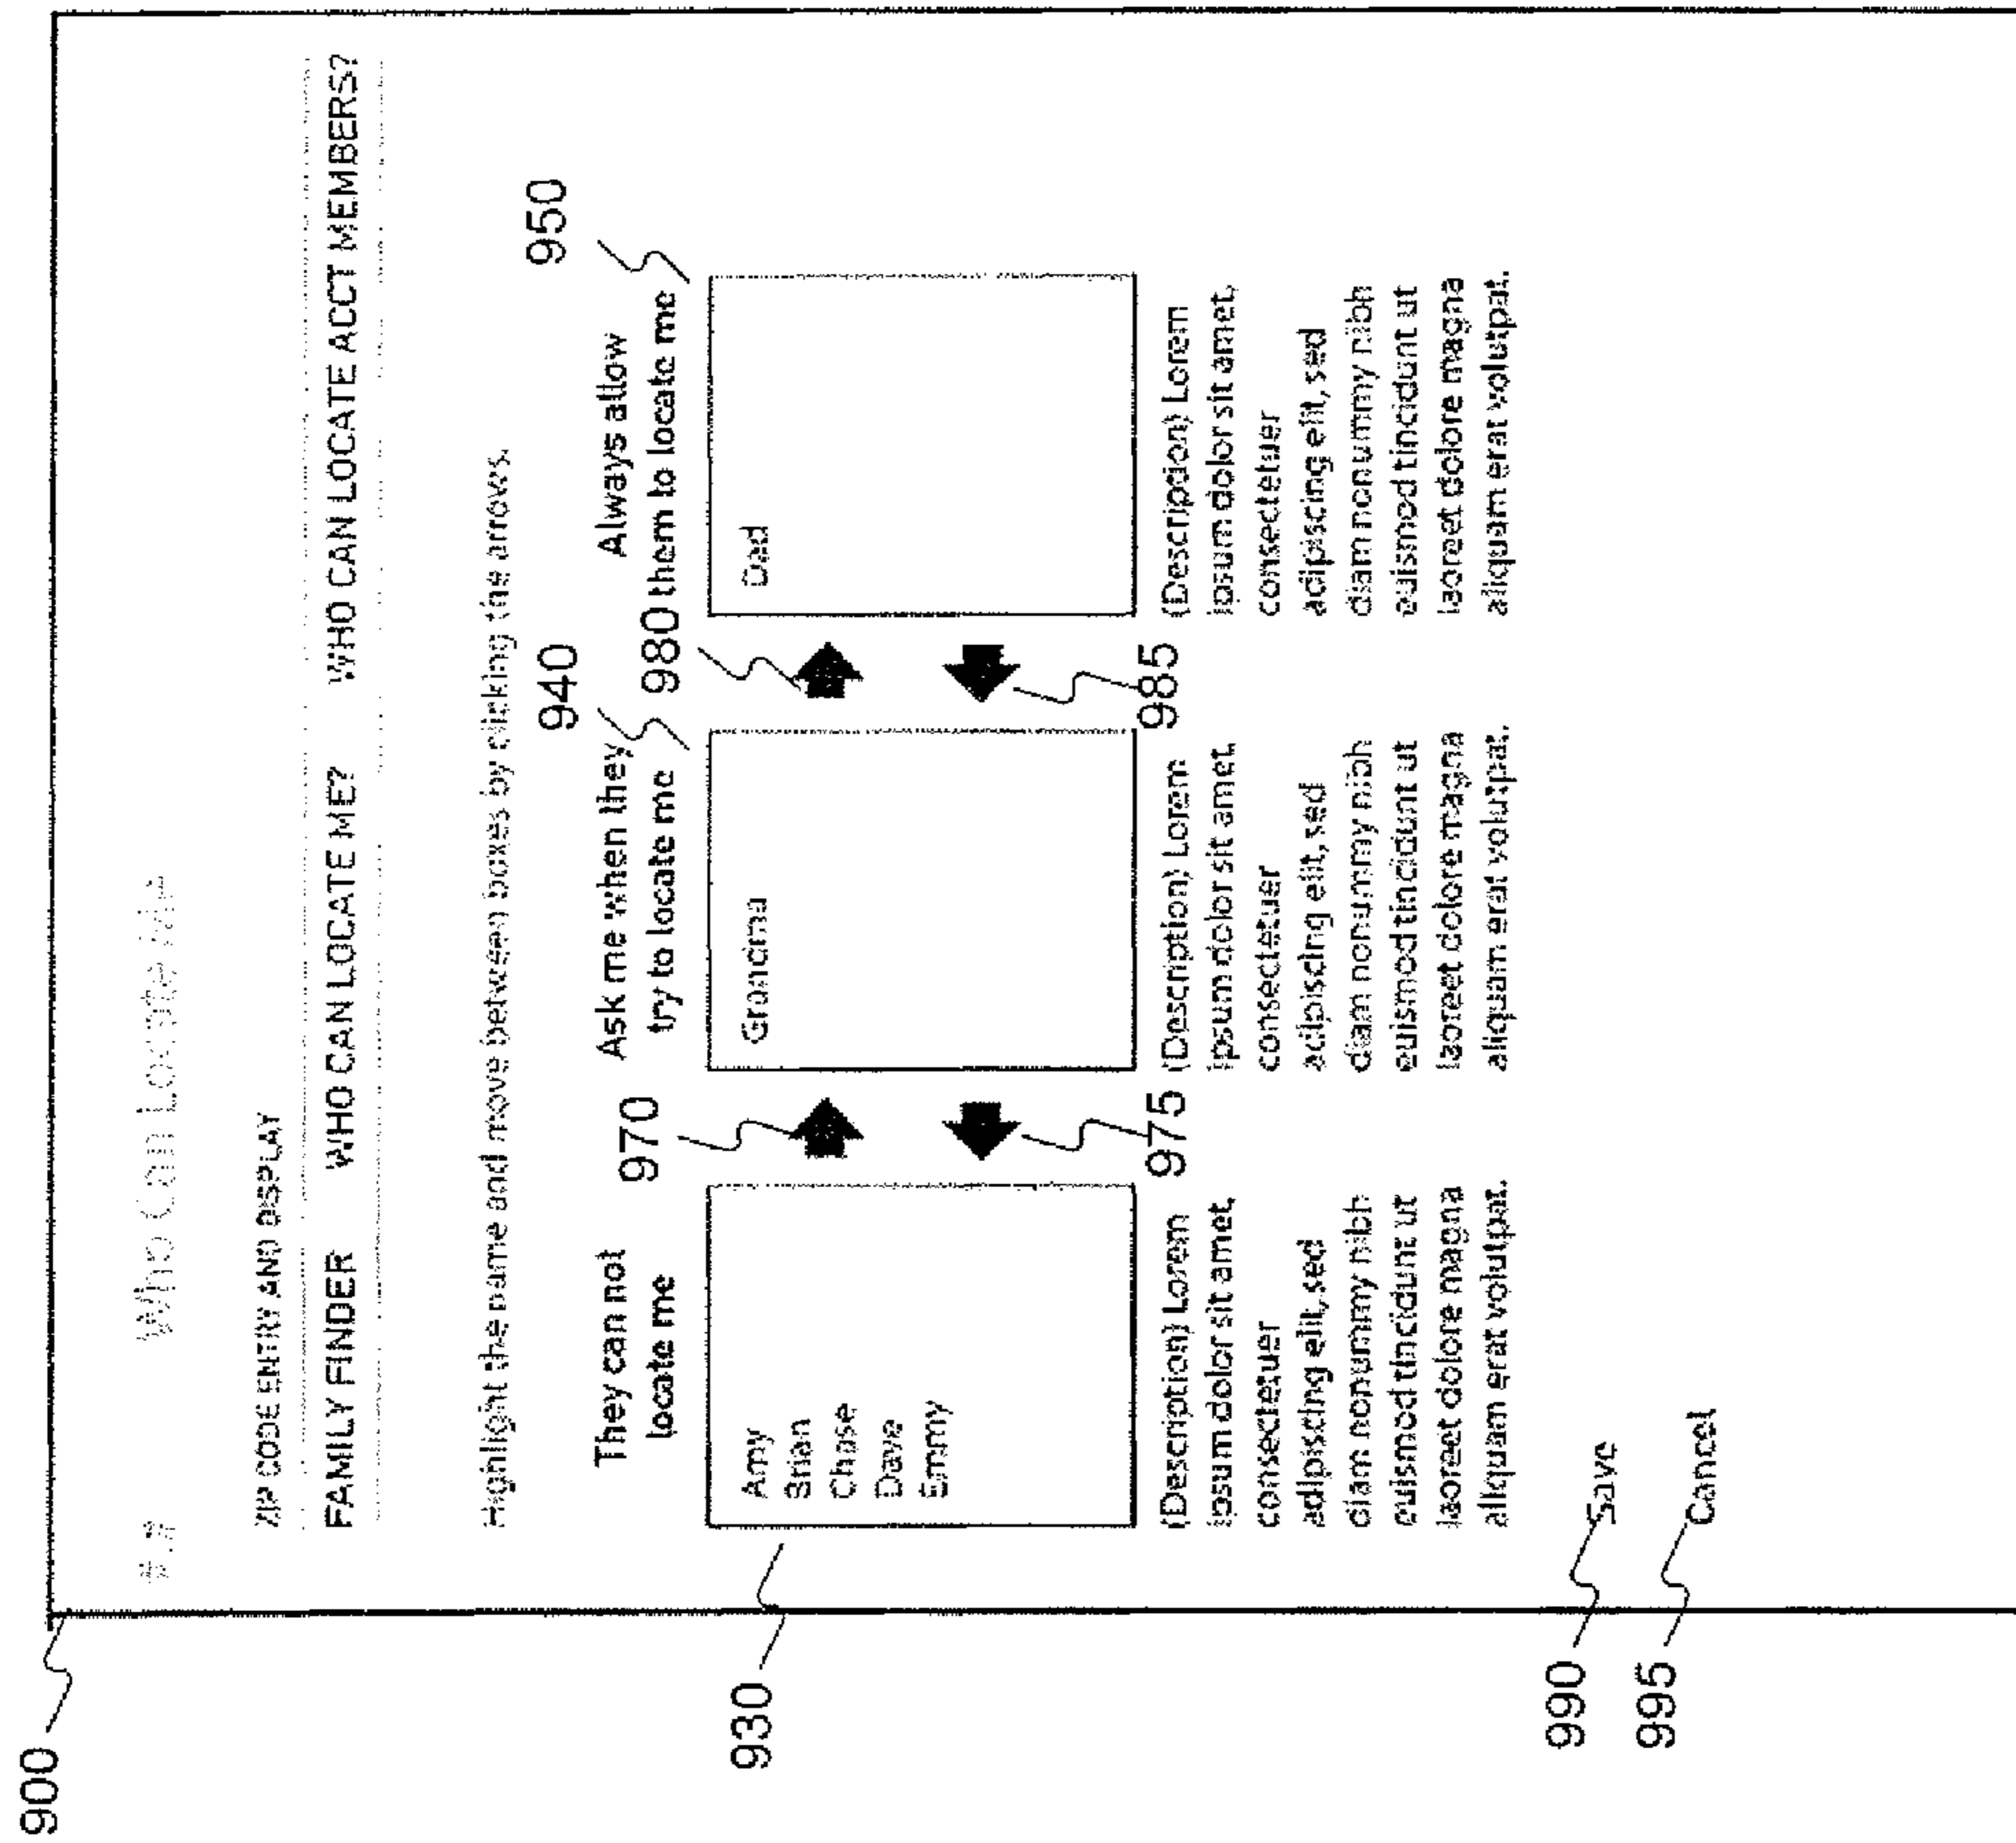 900
#.# Who Can Locate Me
ZIP CODE ENTRY AND DISPLAY
FAMILY FINDER WHO CAN LOCATE ME? WHO CAN LOCATE ACCT MEMBERS?
Highlight the name and move between boxes by clicking the arrows.
940
950
They can not
locate me
970
Ask me when they
try to locate me
980
Always allow
them to locate me
930
Amy
Brian
Chase
Dave
Emmy
Grandma
Dad
975
985
(Description) Lorem
ipsum dolor sit amet,
consectetuer
adipiscing elit, sed
diam nonummy nibh
euismod tincidunt ut
laoreet dolore magna
aliquam erat volutpat.
(Description) Lorem
ipsum dolor sit amet,
consectetuer
adipiscing elit, sed
diam nonummy nibh
euismod tincidunt ut
laoreet dolore magna
aliquam erat volutpat.
(Description) Lorem
ipsum dolor sit amet,
consectetuer
adipiscing elit, sed
diam nonummy nibh
euismod tincidunt ut
laoreet dolore magna
aliquam erat volutpat.
990 Save
995 Cancel